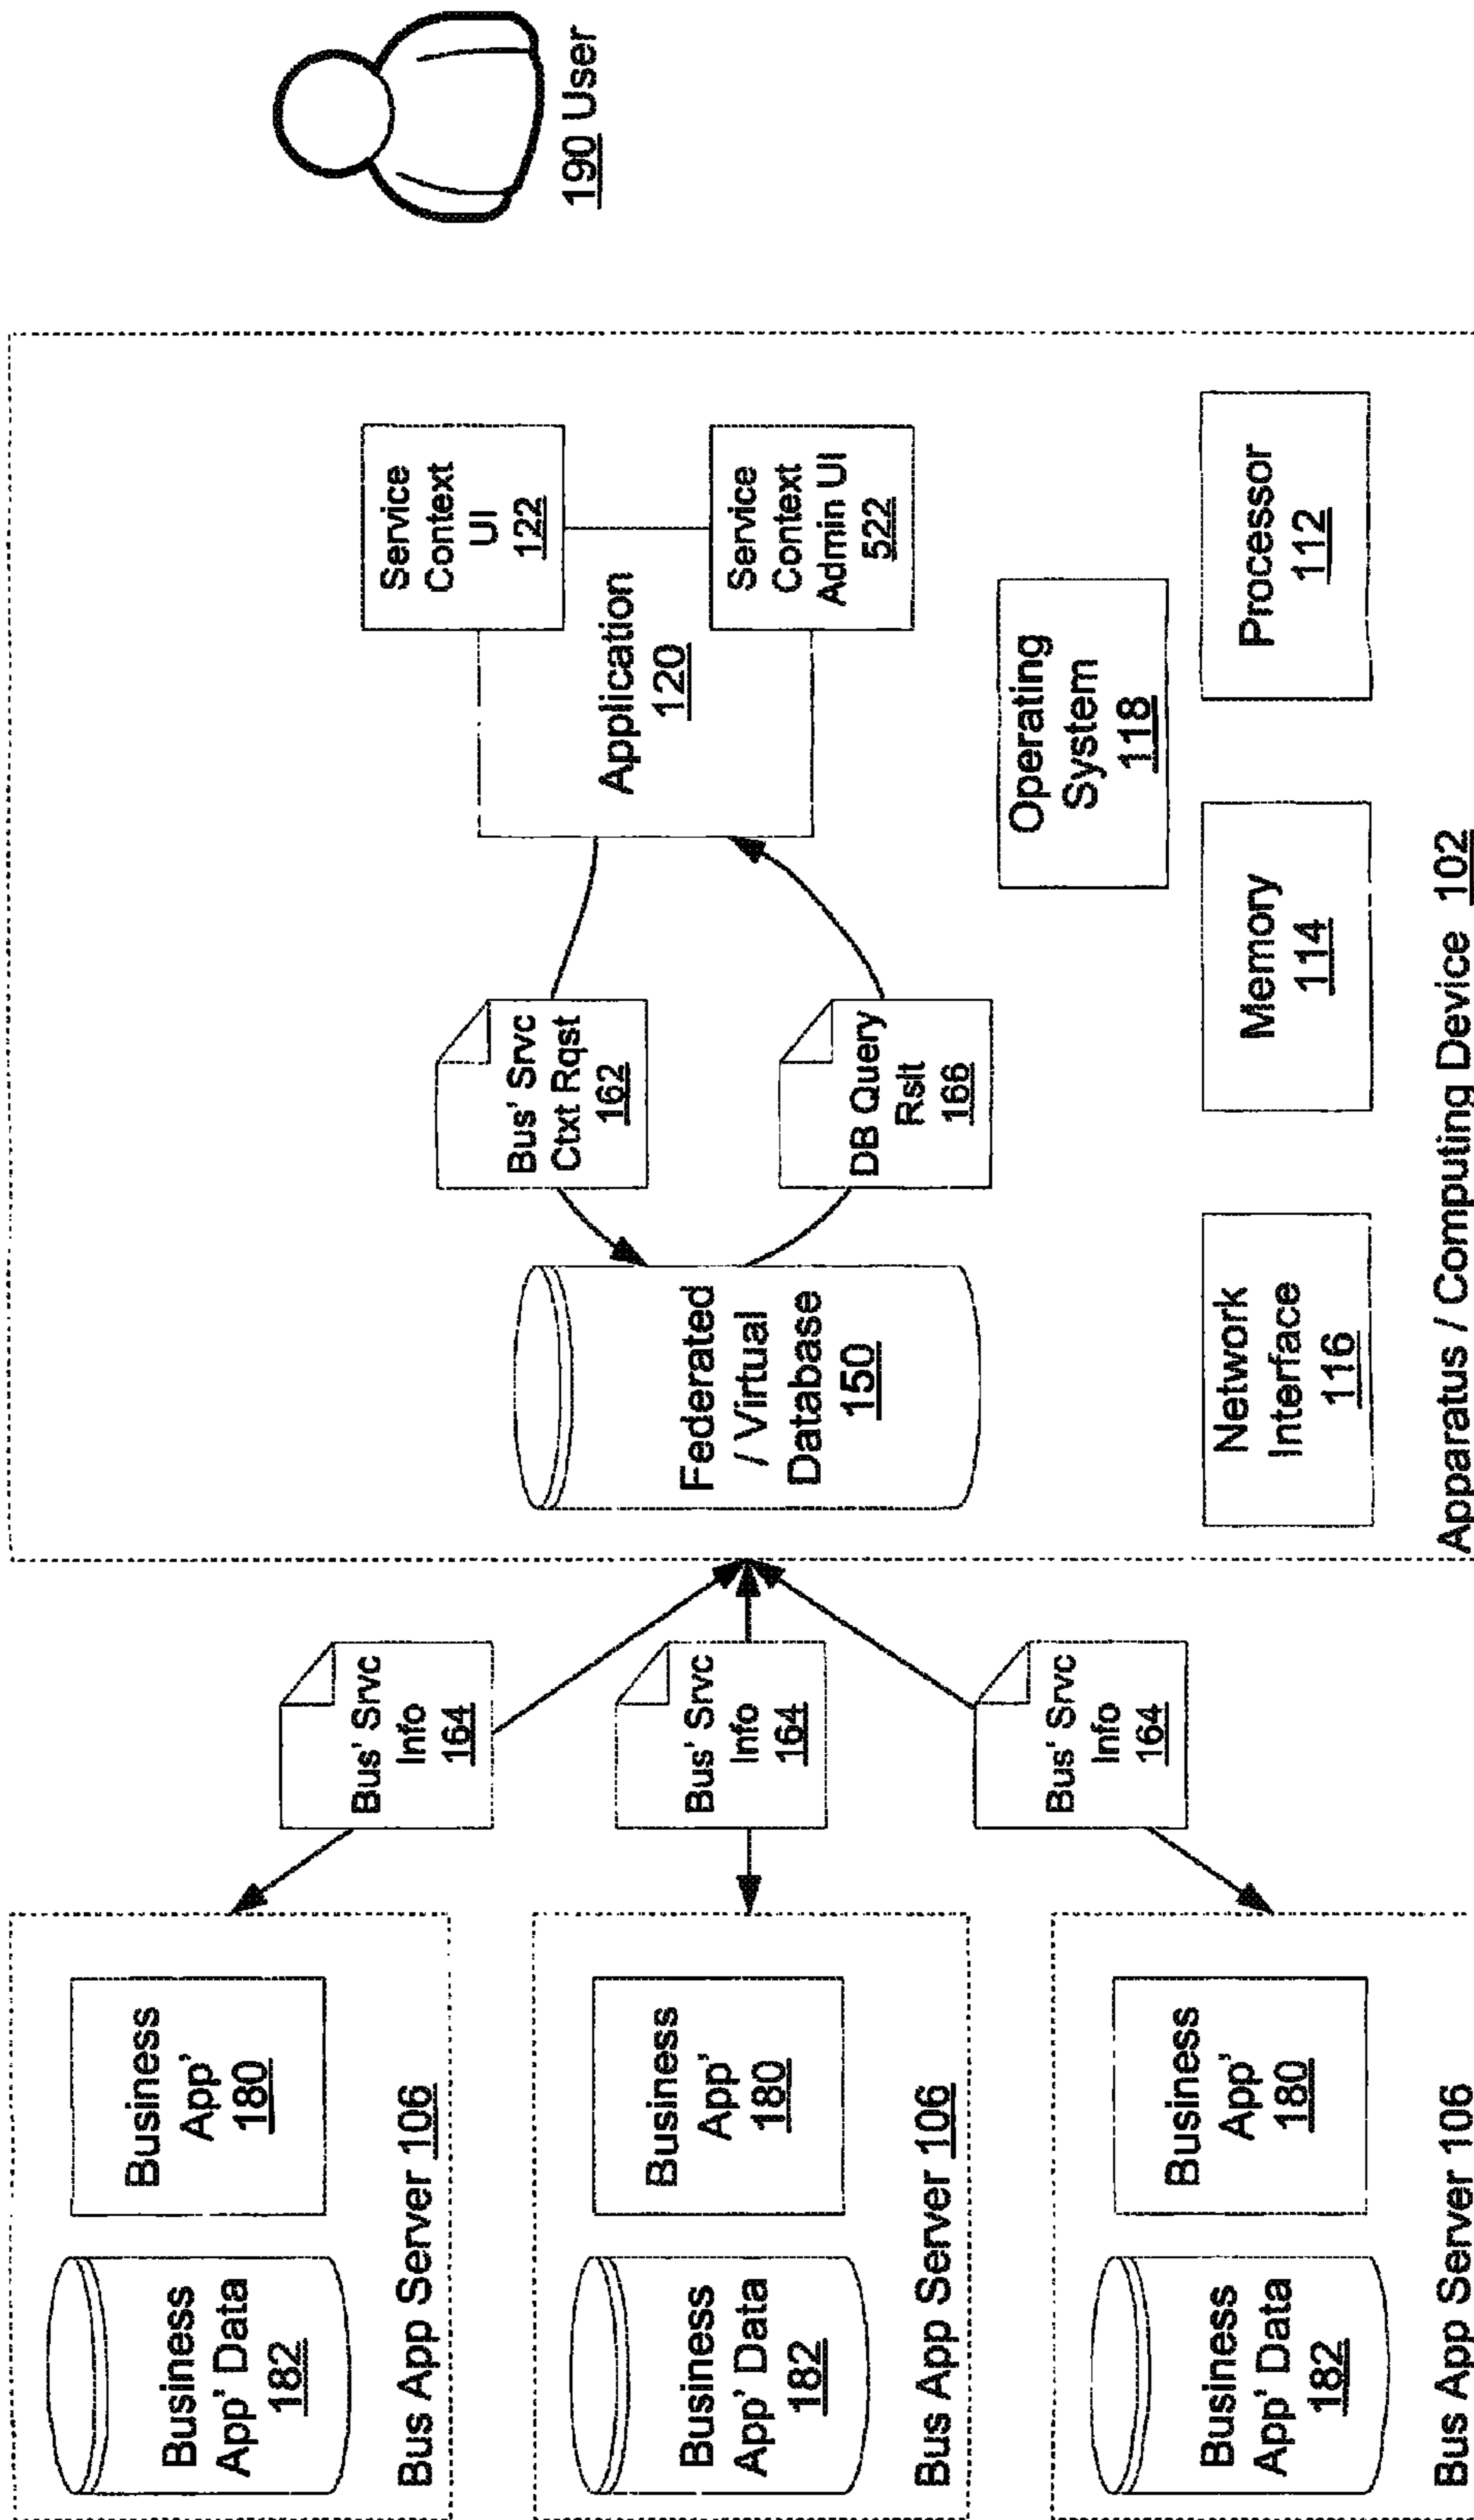 Business
App' Data
182
Business
App'
180
Bus App Server 106
Business
App' Data
182
Business
App'
180
Bus App Server 106
Business
App' Data
182
Business
App'
180
Bus App Server 106
Bus' Srvc
Info
164
Bus' Srvc
Info
164
Bus' Srvc
Info
164
Federated
/ Virtual
Database
150
Bus' Srvc
Ctxt Rqst
162
DB Query
Rslt
166
Application
120
Service
Context
UI
122
Service
Context
Admin UI
522
Operating
System
118
Network
Interface
116
Memory
114
Processor
112
Apparatus / Computing Device 102
190 User